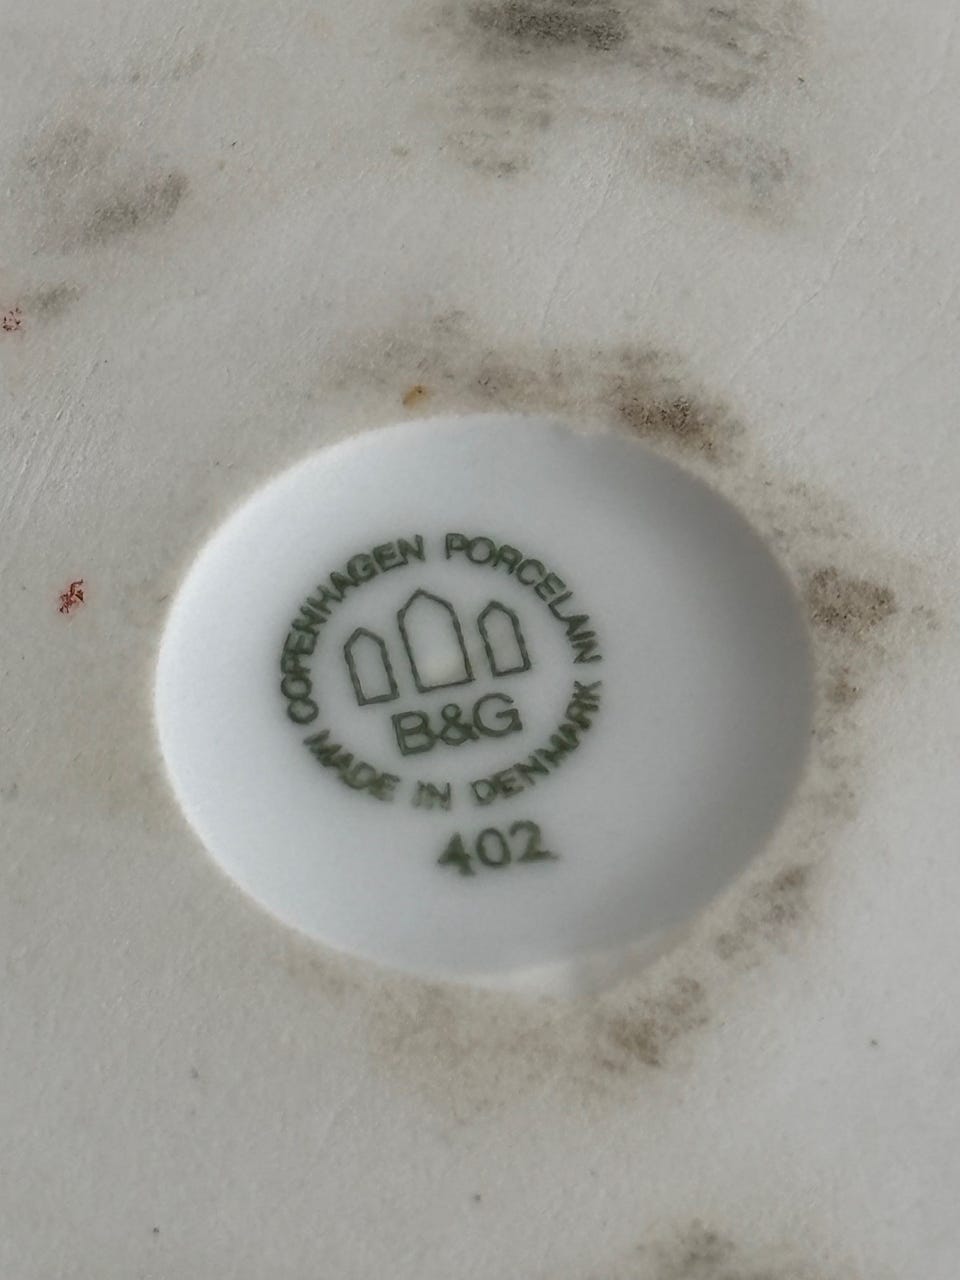 COPENHAGEN PORCELAIN
B&G
MADE IN DENMARK
402